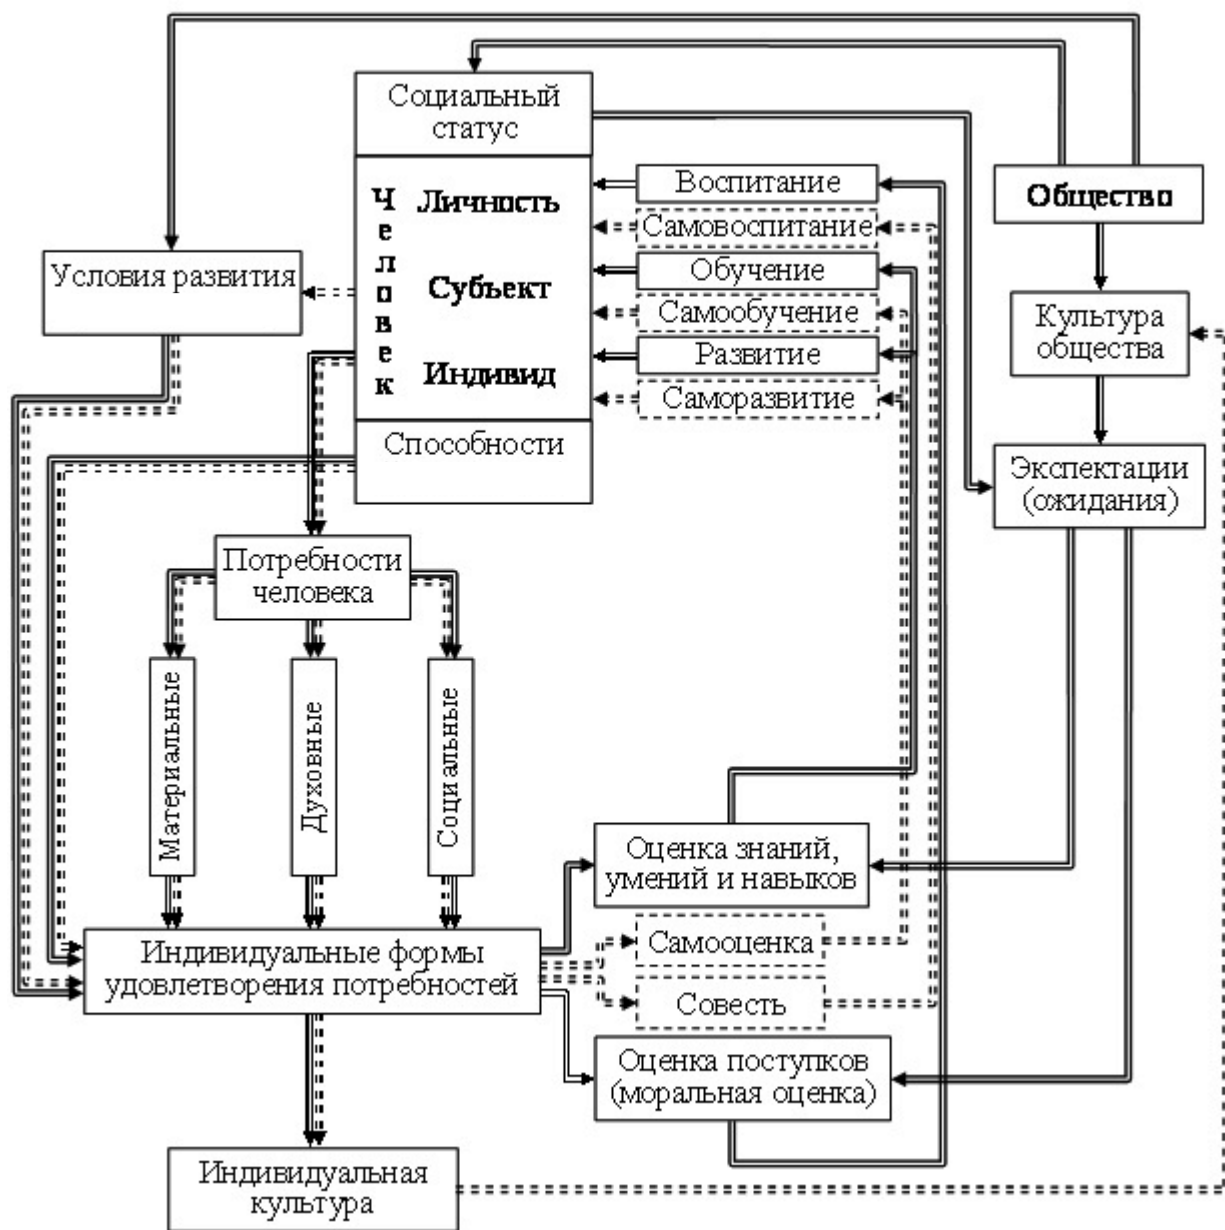 Социальный
статус
Человек
Личность
Субъект
Индивид
Способности
Воспитание
Самовоспитание
Обучение
Самообучение
Развитие
Саморазвитие
Общество
Культура
общества
Экспектации
(ожидания)
Условия развития
Потребности
человека
Материальные
Духовные
Социальные
Индивидуальные формы
удовлетворения потребностей
Оценка знаний,
умений и навыков
Самооценка
Совесть
Оценка поступков
(моральная оценка)
Индивидуальная
культура